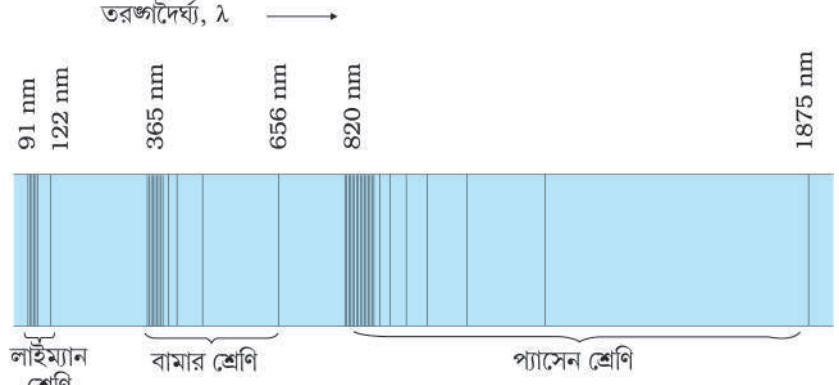 তরঙ্গদৈর্ঘ্য, λ
91 nm
122 nm
365 nm
656 nm
820 nm
1875 nm
লাইম্যান
শ্রেণি
বামার শ্রেণি
প্যাসেন শ্রেণি